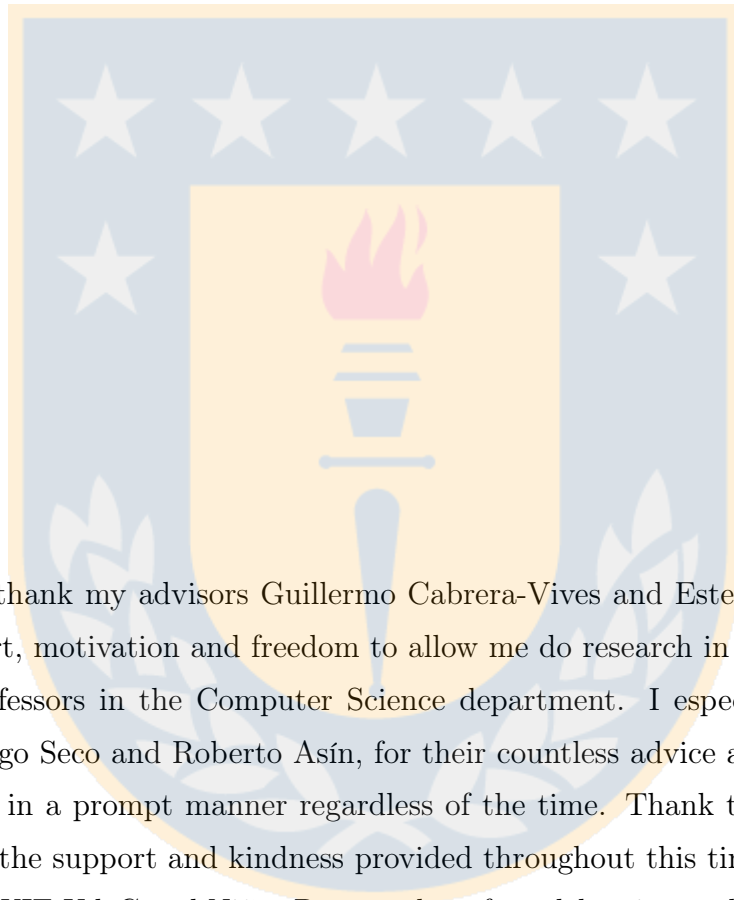 thank my advisors Guillermo Cabrera-Vives and Este
rt, motivation and freedom to allow me do research in
fessors in the Computer Science department. I espec
go Seco and Roberto Asín, for their countless advice a
in a prompt manner regardless of the time. Thank t
the support and kindness provided throughout this tim